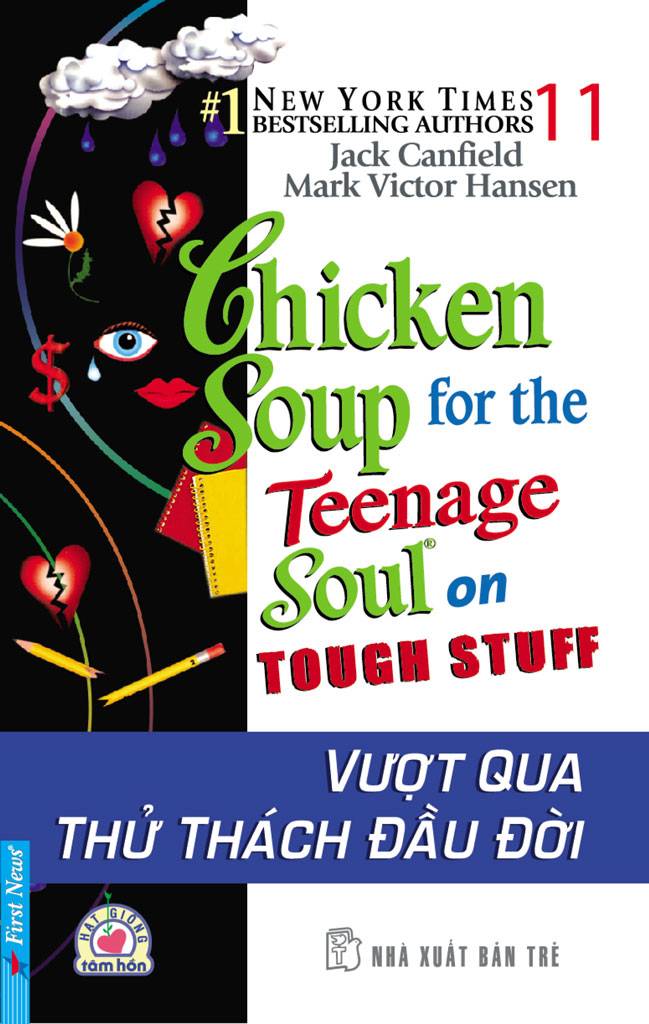 #1 NEW YORK TIMES 11
BESTSELLING AUTHORS
Jack Canfield
Mark Victor Hansen
Chicken
Soup for the
Teenage
Soul® on
TOUGH STUFF
$
VƯỢT QUA
THỬ THÁCH ĐẦU ĐỜI
First News®
HẠT GIỐNG
tâm hồn
NHÀ XUẤT BẢN TRẺ